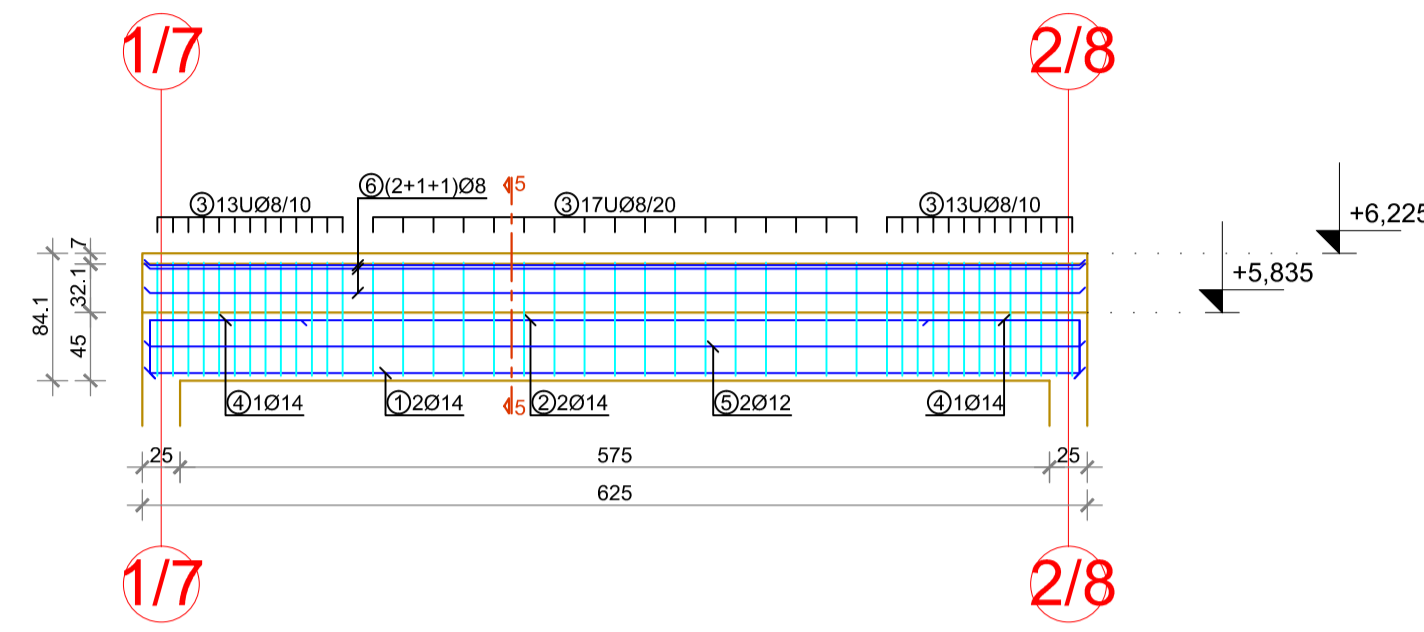 1/7
2/8
⑥(2+1+1)Ø8
5
③13UØ8/10
③17UØ8/20
③13UØ8/10
+6,225
+5,835
7
32.1
84.1
45
④1Ø14
①2Ø14
5
②2Ø14
⑤2Ø12
④1Ø14
25
575
25
625
1/7
2/8